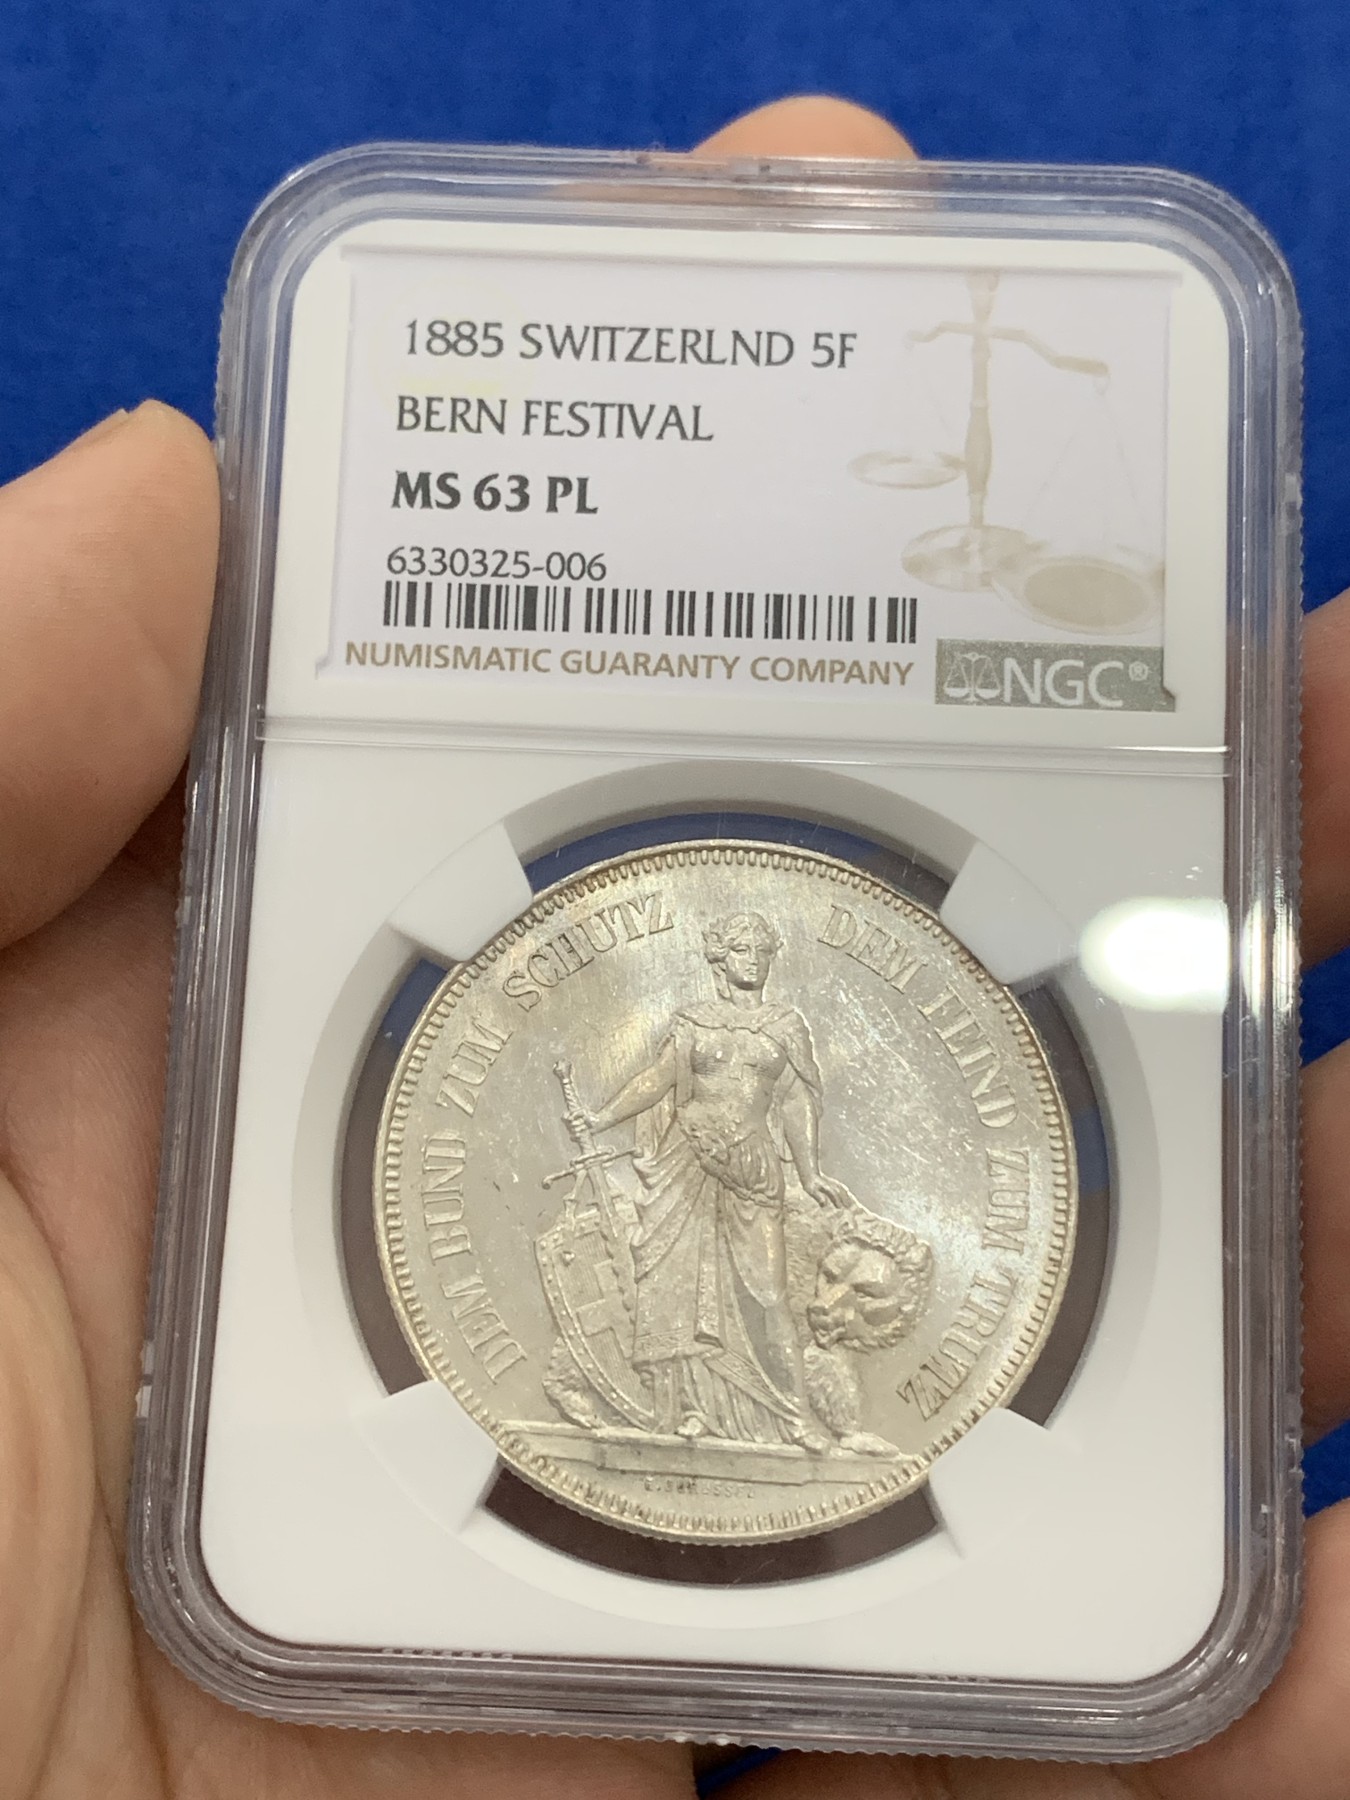 1885 SWITZERLND 5F
BERN FESTIVAL
MS 63 PL
6330325-006
NUMISMATIC GUARANTY COMPANY
NGC®
DEM BUND ZUM SCHUTZ
DEM FEIND ZUM TRUTZ